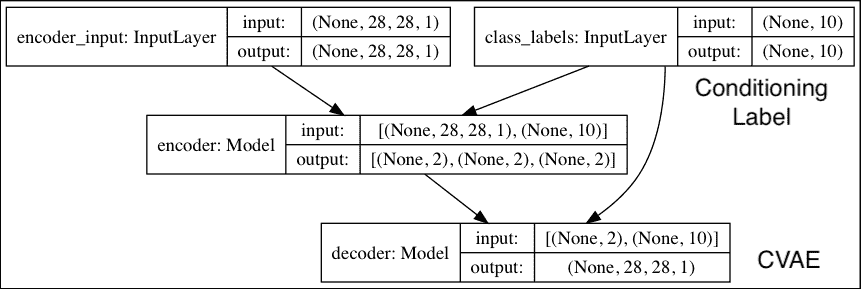 encoder_input: InputLayer
input: (None, 28, 28, 1)
output: (None, 28, 28, 1)
class_labels: InputLayer
input: (None, 10)
output: (None, 10)
Conditioning
Label
encoder: Model
input: [(None, 28, 28, 1), (None, 10)]
output: [(None, 2), (None, 2), (None, 2)]
decoder: Model
input: [(None, 2), (None, 10)]
output: (None, 28, 28, 1)
CVAE